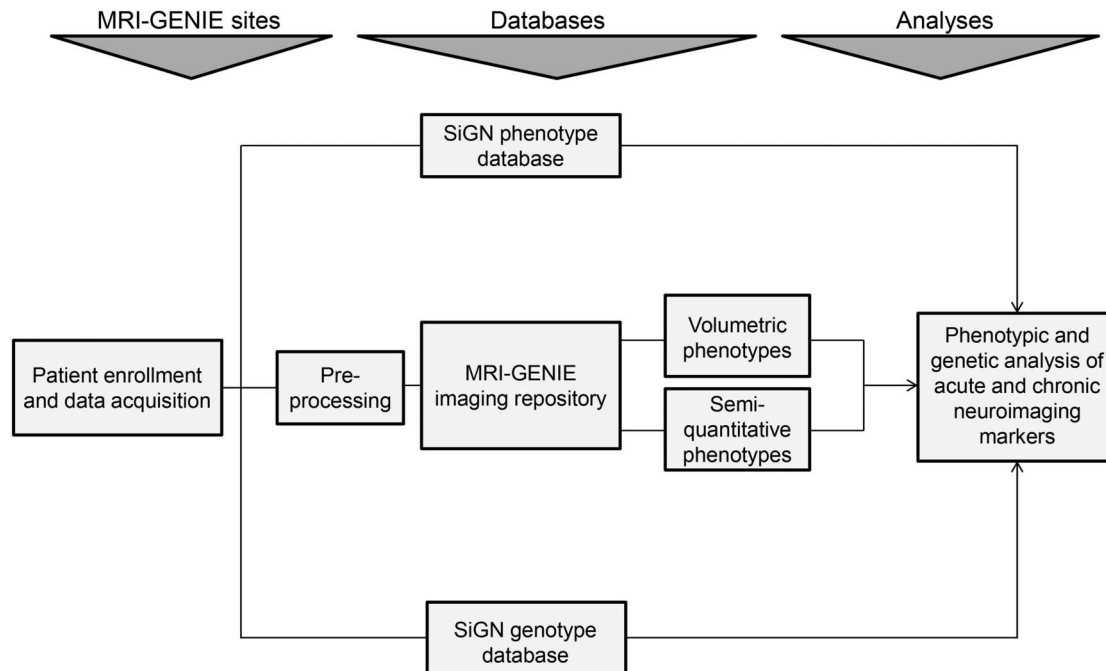 MRI-GENIE sites
Databases
Analyses
SiGN phenotype
database
Patient enrollment
and data acquisition
Pre-
processing
MRI-GENIE
imaging repository
Volumetric
phenotypes
Semi-
quantitative
phenotypes
Phenotypic and
genetic analysis of
acute and chronic
neuroimaging
markers
SiGN genotype
database